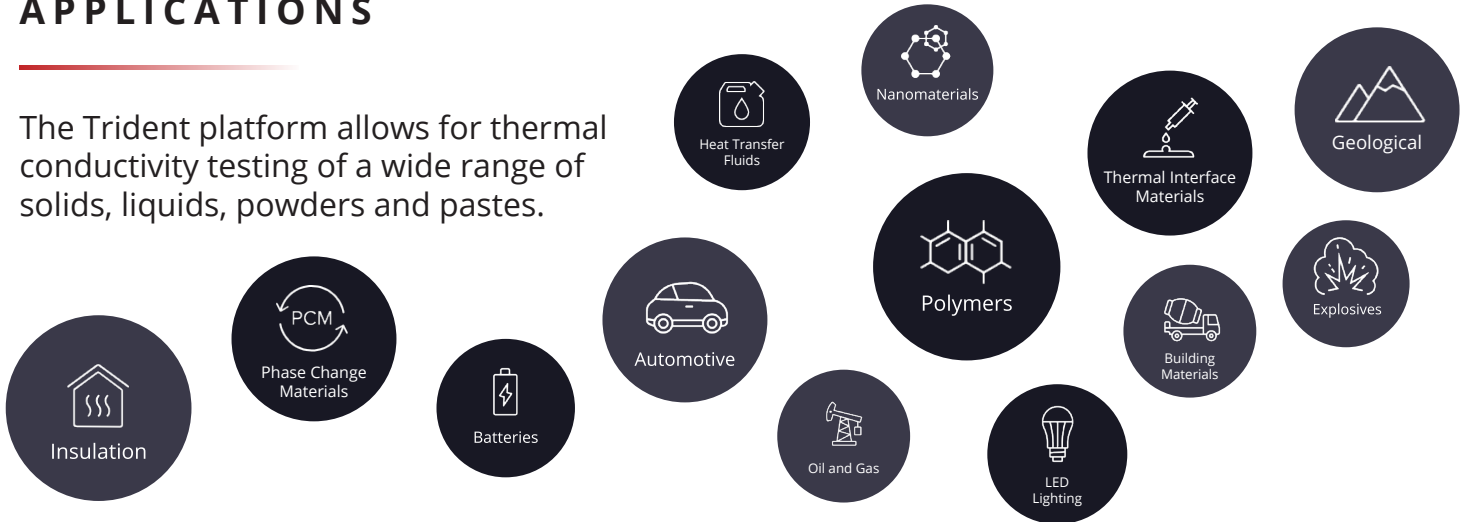 APPLICATIONS
The Trident platform allows for thermal
conductivity testing of a wide range of
solids, liquids, powders and pastes.
Nanomaterials
Heat Transfer
Fluids
Geological
Thermal Interface
Materials
Polymers
Explosives
PCM
Phase Change
Materials
Automotive
Building
Materials
Insulation
Batteries
Oil and Gas
LED
Lighting